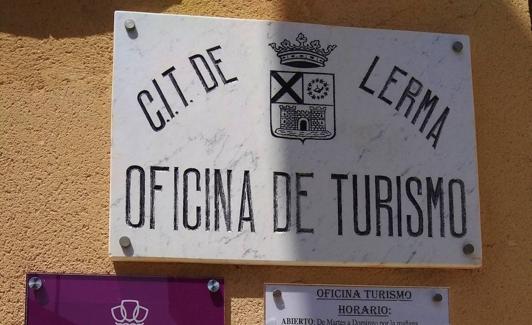 C.I.T. DE LERMA
OFICINA DE TURISMO
OFICINA TURISMO
HORARIO:
ABIERTO: De Martes a Domingo por la mañana